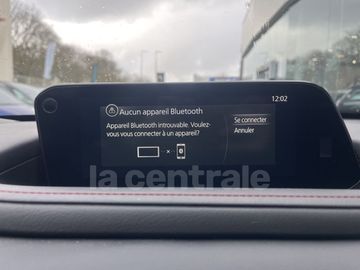 12:02
Aucun appareil Bluetooth
Appareil Bluetooth introuvable. Voulez-
vous vous connecter à un appareil?
Se connecter
Annuler
la centrale